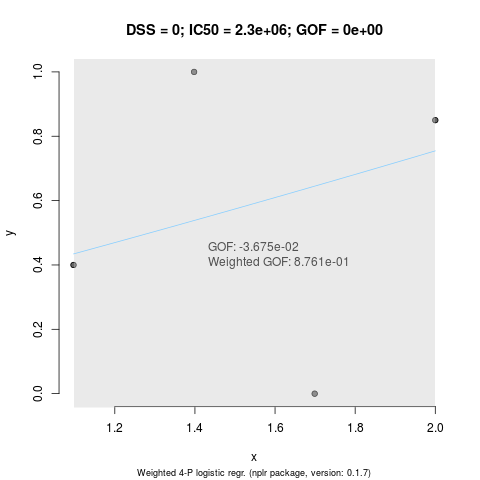 DSS = 0; IC50 = 2.3e+06; GOF = 0e+00
1.0
0.8
0.6
y
GOF: -3.675e-02
Weighted GOF: 8.761e-01
0.4
0.2
0.0
1.2 1.4 1.6 1.8 2.0
x
Weighted 4-P logistic regr. (nplr package, version: 0.1.7)